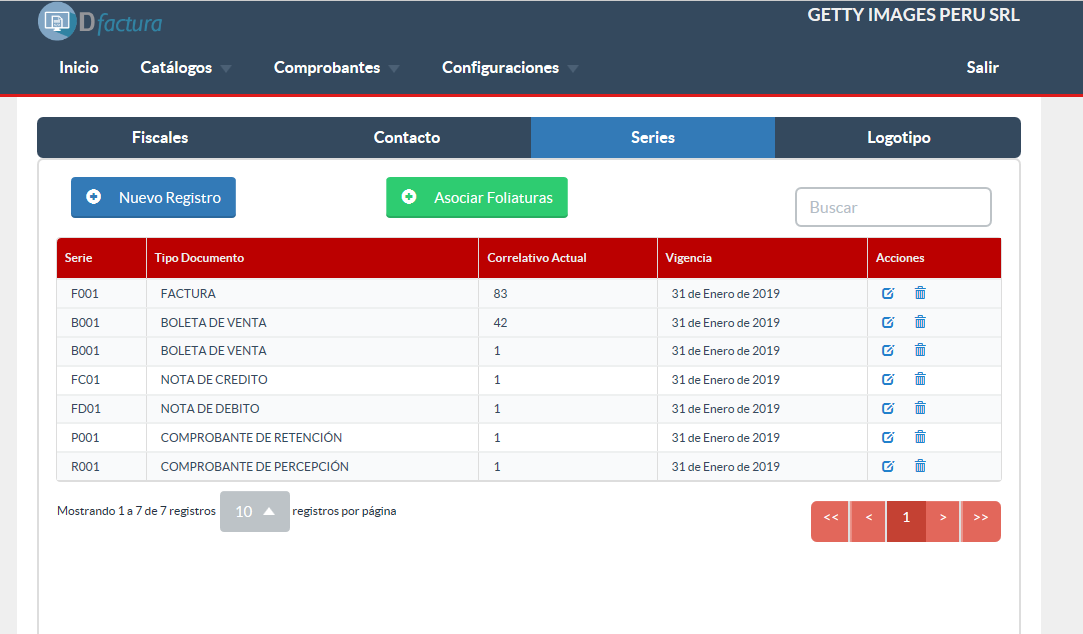 Dfactura
GETTY IMAGES PERU SRL
Inicio Catálogos Comprobantes Configuraciones Salir
Fiscales Contacto Series Logotipo
Nuevo Registro Asociar Foliaturas Buscar
Serie Tipo Documento Correlativo Actual Vigencia Acciones
F001 FACTURA 83 31 de Enero de 2019
B001 BOLETA DE VENTA 42 31 de Enero de 2019
B001 BOLETA DE VENTA 1 31 de Enero de 2019
FC01 NOTA DE CREDITO 1 31 de Enero de 2019
FD01 NOTA DE DEBITO 1 31 de Enero de 2019
P001 COMPROBANTE DE RETENCIÓN 1 31 de Enero de 2019
R001 COMPROBANTE DE PERCEPCIÓN 1 31 de Enero de 2019
Mostrando 1 a 7 de 7 registros 10 registros por página
<< < 1 > >>